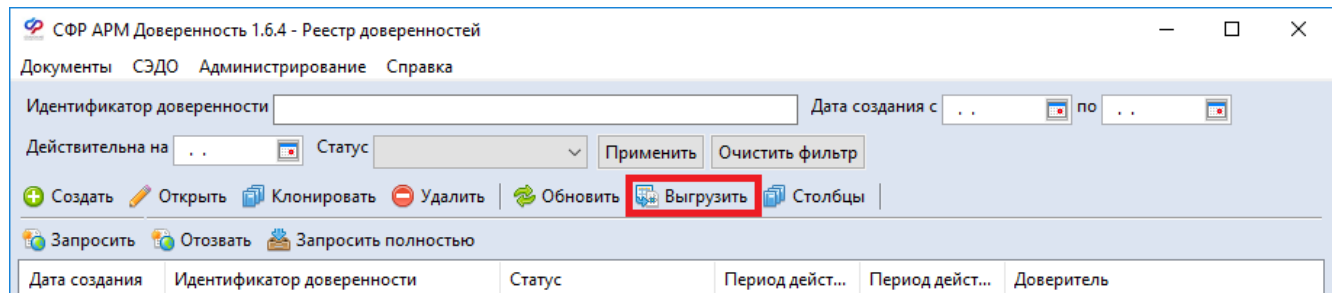 СФР АРМ Доверенность 1.6.4 - Реестр доверенностей
Документы СЭДО Администрирование Справка
Идентификатор доверенности Дата создания с . . по . .
Действительна на . . Статус Применить Очистить фильтр
Создать Открыть Клонировать Удалить Обновить Выгрузить Столбцы
Запросить Отозвать Запросить полностью
Дата создания Идентификатор доверенности Статус Период дейст... Период дейст... Доверитель